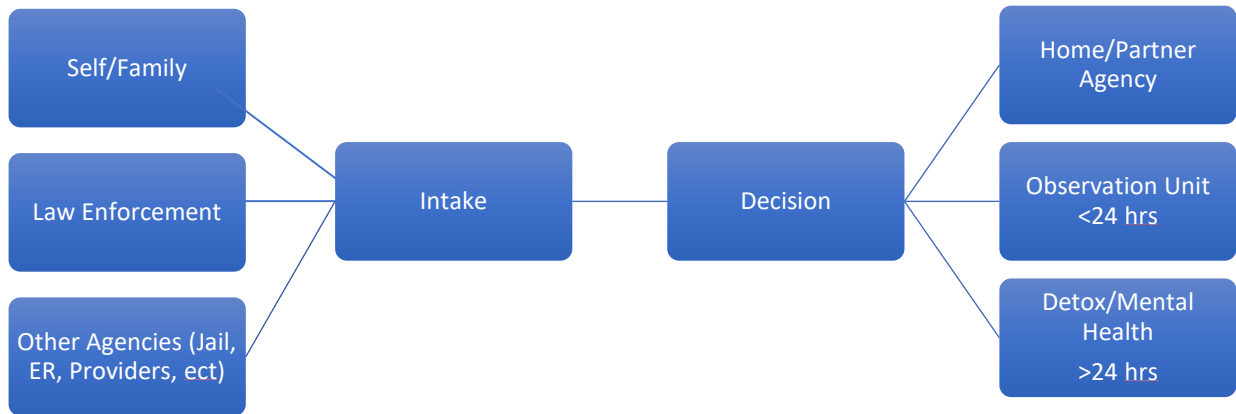 Self/Family
Law Enforcement
Other Agencies (Jail,
ER, Providers, ect)
Intake
Decision
Home/Partner
Agency
Observation Unit
<24 hrs
Detox/Mental
Health
>24 hrs